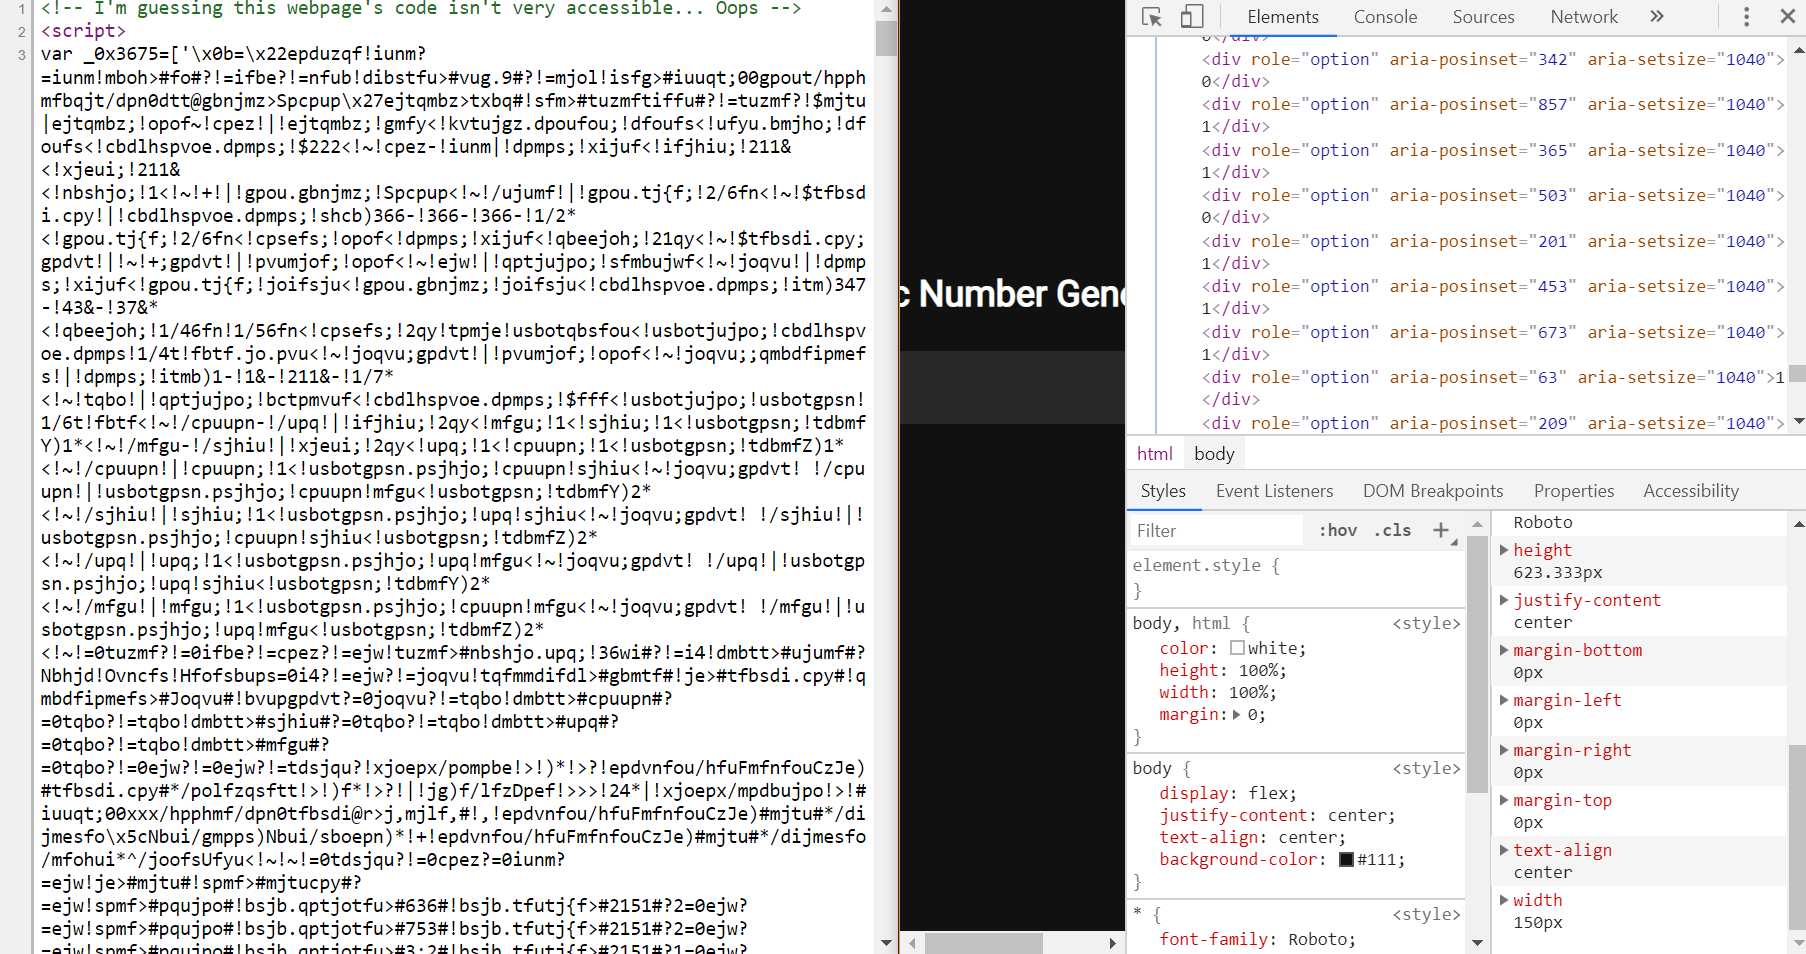 1 <!-- I'm guessing this webpage's code isn't very accessible... Oops -->
2 <script>
3 var _0x3675=['\x0b=\x22epduzqf!iunm?
=iunm!mboh>#fo#?!=ifbe?!=nfub!dibstfu>#vug.9#?!=mjol!isfg>#iuuqt;00gpout/hpph
mfbqjt/dpn0dtt@gbnjmz>Spcpup\x27ejtqmbz>txbq#!sfm>#tuzmftiffu#?!=tuzmf?!$mjtu
|ejtqmbz;!opof~!cpez!|!ejtqmbz;!gmfy<!kvtujgz.dpoufou;!dfoufs<!ufyu.bmjho;!df
oufs<!cbdlhspvoe.dpmps;!$222<!~!cpez-!iunm|!dpmps;!xijuf<!ifjhiu;!211&
<!xjeui;!211&
<!nbshjo;!1<!~!+!|!gpou.gbnjmz;!Spcpup<!~!/ujumf!|!gpou.tj{f;!2/6fn<!~!$tfbsd
i.cpy!|!cbdlhspvoe.dpmps;!shcb)366-!366-!366-!1/2*
<!gpou.tj{f;!2/6fn<!cpsefs;!opof<!dpmps;!xijuf<!qbeejoh;!21qy<!~!$tfbsdi.cpy;
gpdvt!|!~!+;gpdvt!|!pvumjof;!opof<!~!ejw!|!qptjujpo;!sfmbujwf<!~!joqvu!|!dpmp
s;!xijuf<!gpou.tj{f;!joifsju<!gpou.gbnjmz;!joifsju<!cbdlhspvoe.dpmps;!itm)347
-!43&-!37&*
<!qbeejoh;!1/46fn!1/56fn<!cpsefs;!2qy!tpmje!usbotqbsfou<!usbotjujpo;!cbdlhspv
oe.dpmps!1/4t!fbtf.jo.pvu<!~!joqvu;gpdvt!|!pvumjof;!opof<!~!joqvu;;qmbdfipmef
s!|!dpmps;!itmb)1-!1&-!211&-!1/7*
<!~!tqbo!|!qptjujpo;!bctpmvuf<!cbdlhspvoe.dpmps;!$fff<!usbotjujpo;!usbotgpsn!
1/6t!fbtf<!~!/cpuupn-!/upq!|!ifjhiu;!2qy<!mfgu;!1<!sjhiu;!1<!usbotgpsn;!tdbmf
Y)1*<!~!/mfgu-!/sjhiu!|!xjeui;!2qy<!upq;!1<!cpuupn;!1<!usbotgpsn;!tdbmfZ)1*
<!~!/cpuupn!|!cpuupn;!1<!usbotgpsn.psjhjo;!cpuupn!sjhiu<!~!joqvu;gpdvt! !/cpu
upn!|!usbotgpsn.psjhjo;!cpuupn!mfgu<!usbotgpsn;!tdbmfY)2*
<!~!/sjhiu!|!sjhiu;!1<!usbotgpsn.psjhjo;!upq!sjhiu<!~!joqvu;gpdvt! !/sjhiu!|!
usbotgpsn.psjhjo;!cpuupn!sjhiu<!usbotgpsn;!tdbmfZ)2*
<!~!/upq!|!upq;!1<!usbotgpsn.psjhjo;!upq!mfgu<!~!joqvu;gpdvt! !/upq!|!usbotgp
sn.psjhjo;!upq!sjhiu<!usbotgpsn;!tdbmfY)2*
<!~!/mfgu!|!mfgu;!1<!usbotgpsn.psjhjo;!cpuupn!mfgu<!~!joqvu;gpdvt! !/mfgu!|!u
sbotgpsn.psjhjo;!upq!mfgu<!usbotgpsn;!tdbmfZ)2*
<!~!=0tuzmf?!=0ifbe?!=cpez?!=ejw!tuzmf>#nbshjo.upq;!36wi#?!=i4!dmbtt>#ujumf#?
Nbhjd!Ovncfs!Hfofsbups=0i4?!=ejw?!=joqvu!tqfmmdifdl>#gbmtf#!je>#tfbsdi.cpy#!q
mbdfipmefs>#Joqvu#!bvupgpdvt?=0joqvu?!=tqbo!dmbtt>#cpuupn#?
=0tqbo?!=tqbo!dmbtt>#sjhiu#?=0tqbo?!=tqbo!dmbtt>#upq#?
=0tqbo?!=tqbo!dmbtt>#mfgu#?
=0tqbo?!=0ejw?!=0ejw?!=tdsjqu?!xjoepx/pompbe!>!)*!>?!epdvnfou/hfuFmfnfouCzJe)
#tfbsdi.cpy#*/polfzqsftt!>!)f*!>?!|!jg)f/lfzDpef!>>>!24*|!xjoepx/mpdbujpo!>!#
iuuqt;00xxx/hpphmf/dpn0tfbsdi@r>j,mjlf,#!,!epdvnfou/hfuFmfnfouCzJe)#mjtu#*/di
jmesfo\x5cNbui/gmpps)Nbui/sboepn)*!+!epdvnfou/hfuFmfnfouCzJe)#mjtu#*/dijmesfo
/mfohui*^/joofsUfyu<!~!~!=0tdsjqu?!=0cpez?=0iunm?
=ejw!je>#mjtu#!spmf>#mjtucpy#?
=ejw!spmf>#pqujpo#!bsjb.qptjotfu>#636#!bsjb.tfutj{f>#2151#?2=0ejw?
=ejw!spmf>#pqujpo#!bsjb.qptjotfu>#753#!bsjb.tfutj{f>#2151#?2=0ejw?
=ejw!spmf>#pqujpo#!bsjb.qptjotfu>#3:2#!bsjb.tfutj{f>#2151#?1=0ejw?
c Number Gene
Elements Console Sources Network »
0</div>
<div role="option" aria-posinset="342" aria-setsize="1040">
0</div>
<div role="option" aria-posinset="857" aria-setsize="1040">
1</div>
<div role="option" aria-posinset="365" aria-setsize="1040">
1</div>
<div role="option" aria-posinset="503" aria-setsize="1040">
0</div>
<div role="option" aria-posinset="201" aria-setsize="1040">
1</div>
<div role="option" aria-posinset="453" aria-setsize="1040">
1</div>
<div role="option" aria-posinset="673" aria-setsize="1040">
1</div>
<div role="option" aria-posinset="63" aria-setsize="1040">1
</div>
<div role="option" aria-posinset="209" aria-setsize="1040">
html body
Styles Event Listeners DOM Breakpoints Properties Accessibility
Filter :hov .cls +
element.style {
}
body, html { <style>
color: white;
height: 100%;
width: 100%;
margin: 0;
}
body { <style>
display: flex;
justify-content: center;
text-align: center;
background-color: #111;
}
* { <style>
font-family: Roboto;
Roboto
height
623.333px
justify-content
center
margin-bottom
0px
margin-left
0px
margin-right
0px
margin-top
0px
text-align
center
width
150px